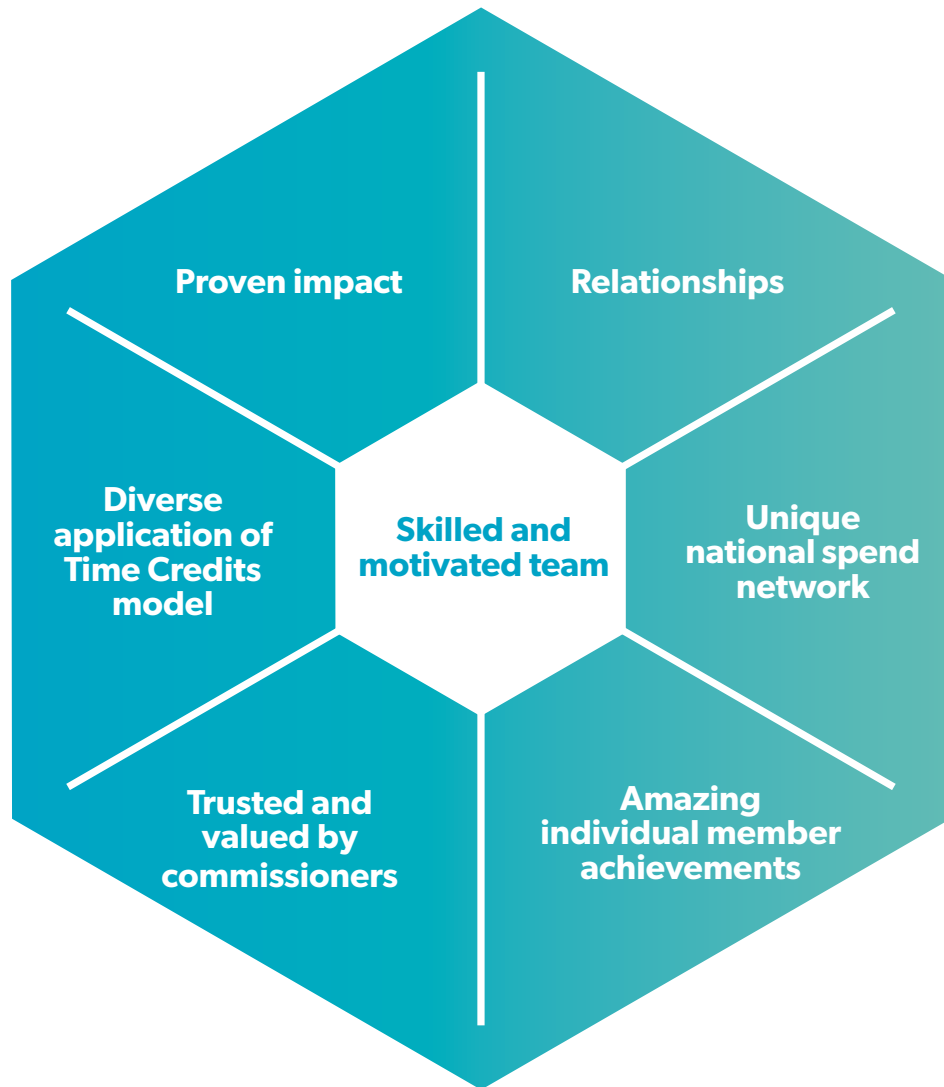 Proven impact
Relationships
Diverse
application of
Time Credits
model
Skilled and
motivated team
Unique
national spend
network
Trusted and
valued by
commissioners
Amazing
individual member
achievements